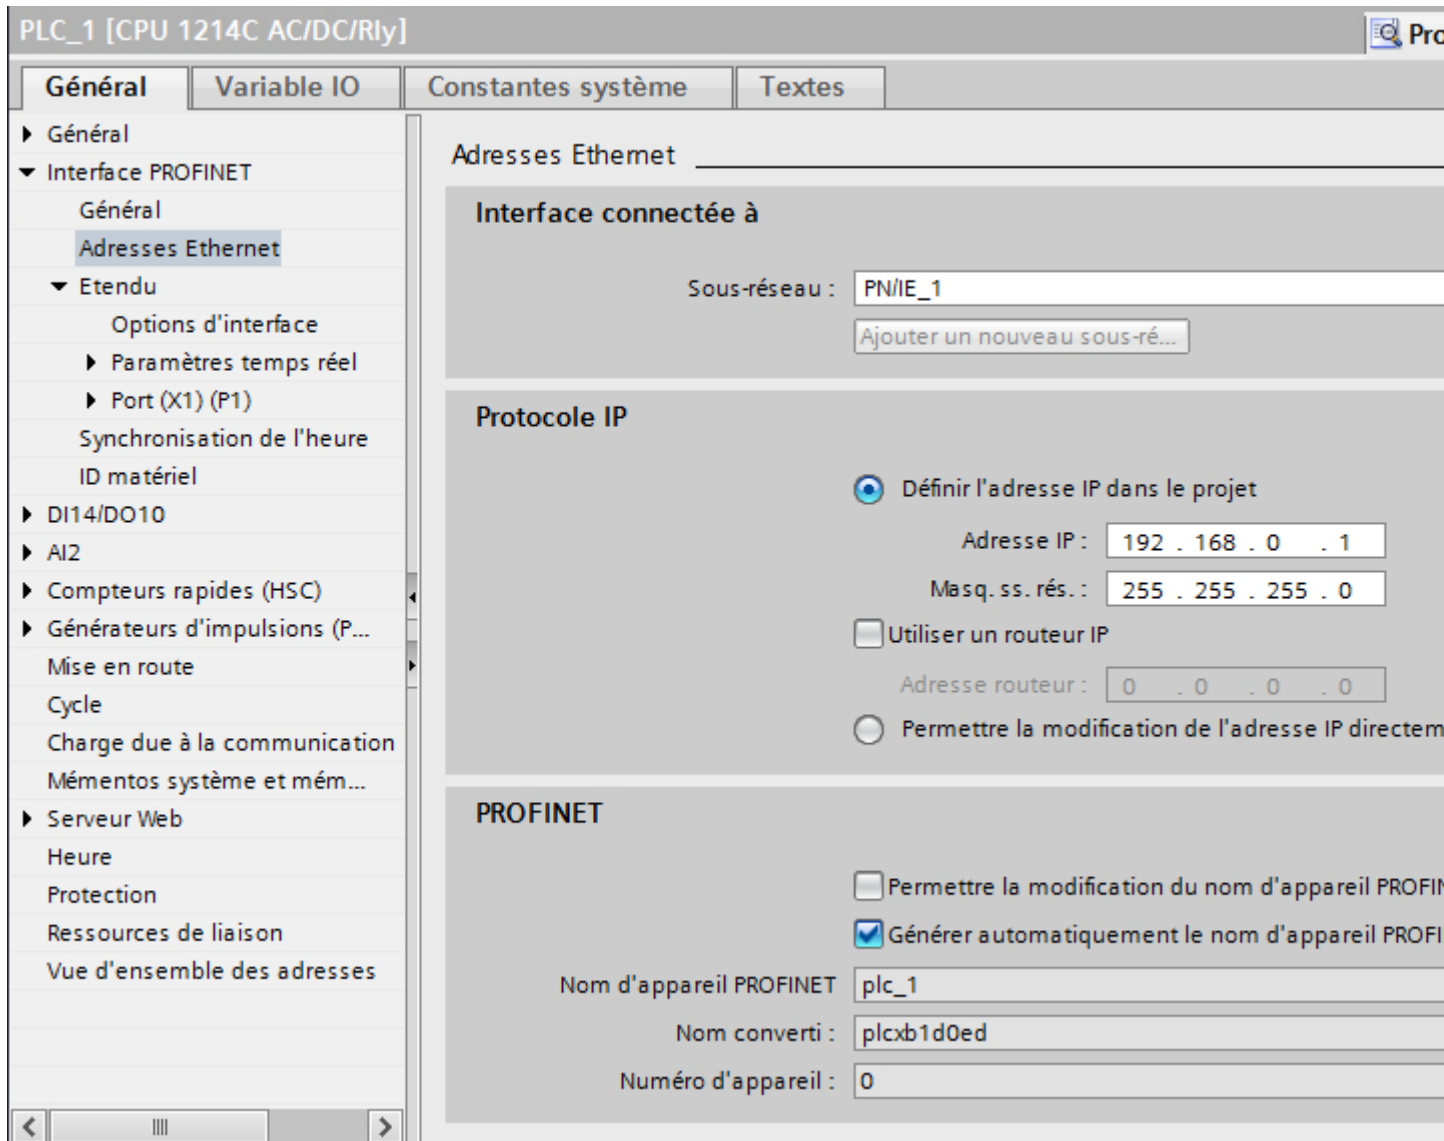 PLC_1 [CPU 1214C AC/DC/Rly]
Pro
Général
Variable IO
Constantes système
Textes
Général
Interface PROFINET
Général
Adresses Ethernet
Etendu
Options d'interface
Paramètres temps réel
Port (X1) (P1)
Synchronisation de l'heure
ID matériel
DI14/DO10
AI2
Compteurs rapides (HSC)
Générateurs d'impulsions (P...
Mise en route
Cycle
Charge due à la communication
Mémentos système et mém...
Serveur Web
Heure
Protection
Ressources de liaison
Vue d'ensemble des adresses
Adresses Ethernet
Interface connectée à
Sous-réseau : PN/IE_1
Ajouter un nouveau sous-ré...
Protocole IP
Définir l'adresse IP dans le projet
Adresse IP : 192 . 168 . 0 . 1
Masq. ss. rés. : 255 . 255 . 255 . 0
Utiliser un routeur IP
Adresse routeur : 0 . 0 . 0 . 0
Permettre la modification de l'adresse IP directem
PROFINET
Permettre la modification du nom d'appareil PROFIN
Générer automatiquement le nom d'appareil PROFI
Nom d'appareil PROFINET plc_1
Nom converti : plcxb1d0ed
Numéro d'appareil : 0